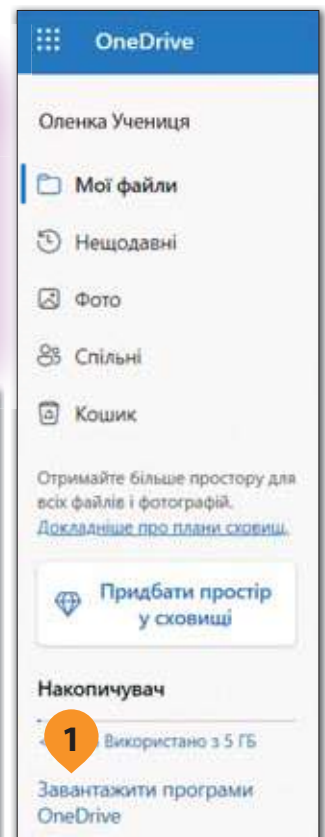 OneDrive
Оленка Учениця
Мої файли
Нещодавні
Фото
Спільні
Кошик
Отримайте більше простору для
всіх файлів і фотографій.
Докладніше про плани сховищ.
Придбати простір
у сховищі
Накопичувач
1
Використано з 5 ГБ
Завантажити програми
OneDrive